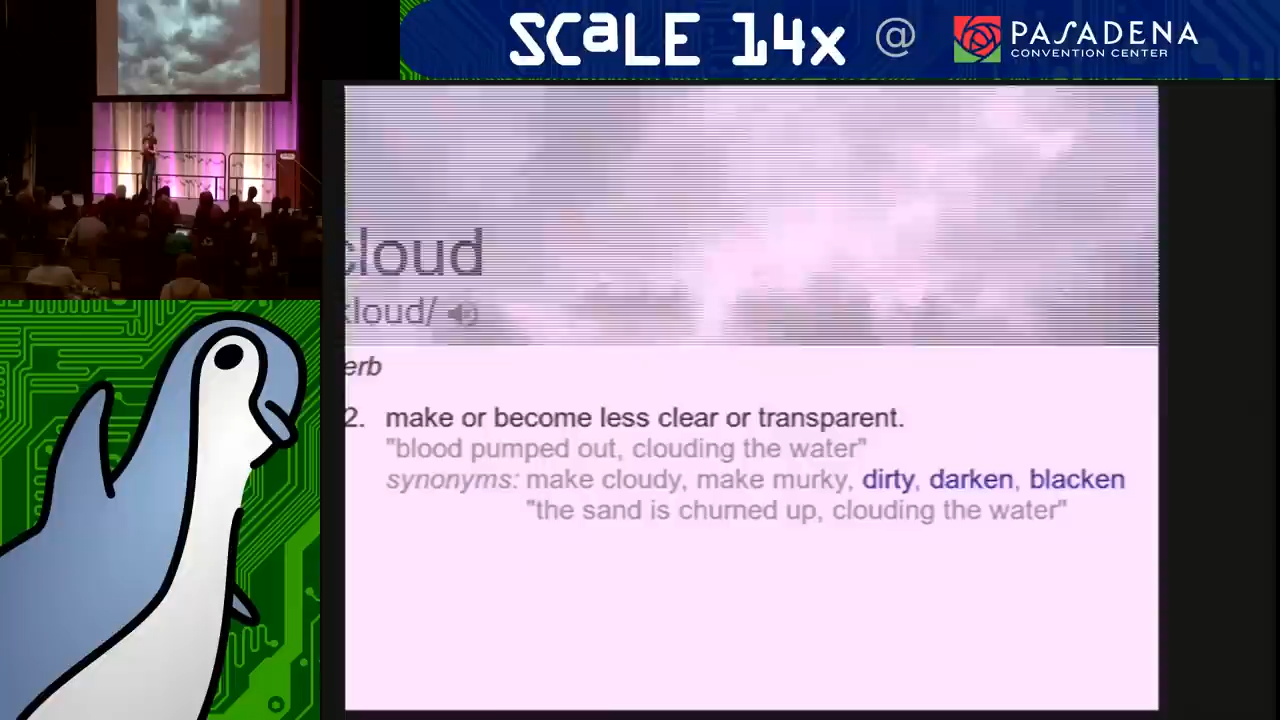 SCALE 14x @ PASADENA
CONVENTION CENTER
cloud
kloud/
erb
2. make or become less clear or transparent.
"blood pumped out, clouding the water"
synonyms: make cloudy, make murky, dirty, darken, blacken
"the sand is churned up, clouding the water"